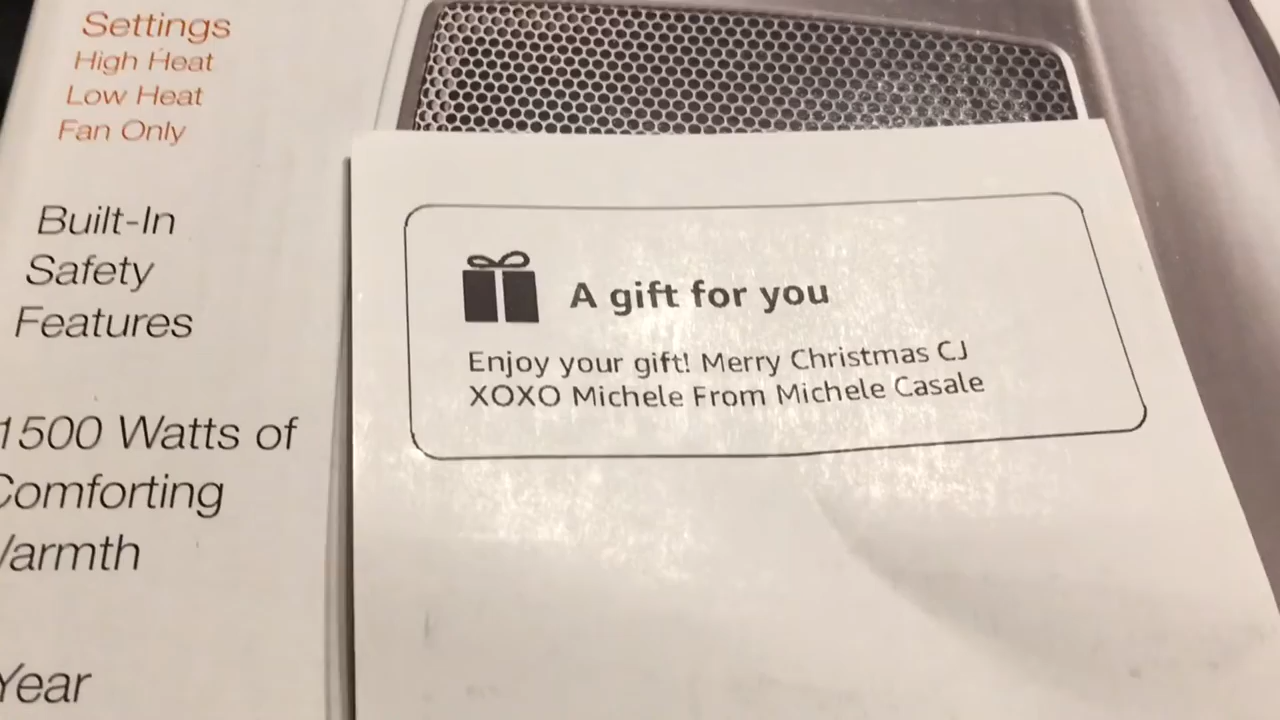 Settings
High Heat
Low Heat
Fan Only
Built-In
Safety
Features
1500 Watts of
Comforting
Warmth
Year
A gift for you
Enjoy your gift! Merry Christmas CJ
XOXO Michele From Michele Casale